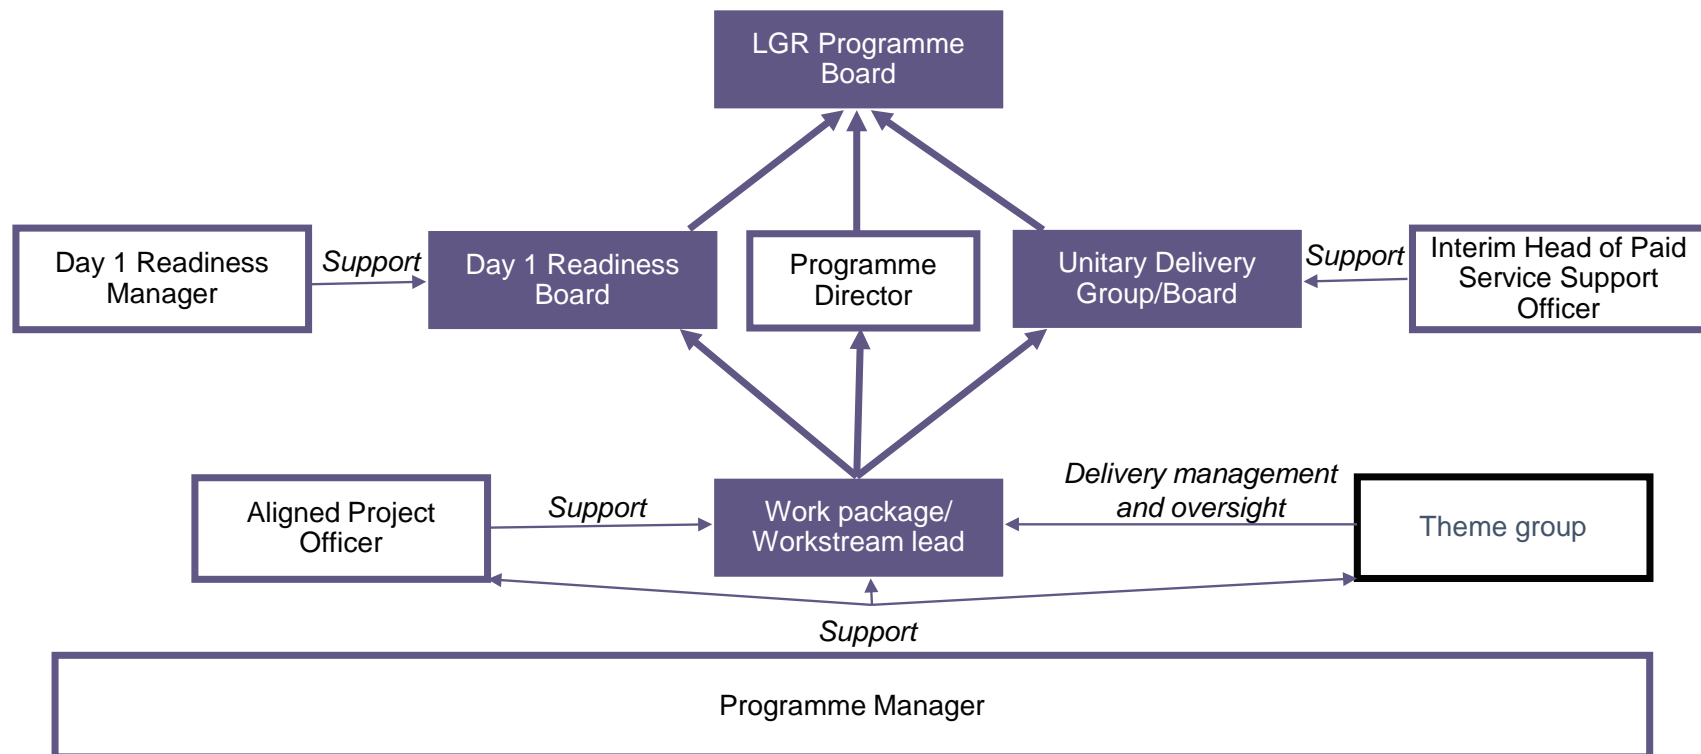 LGR Programme
Board
Day 1 Readiness
Manager
Support
Day 1 Readiness
Board
Programme
Director
Unitary Delivery
Group/Board
Support
Interim Head of Paid
Service Support
Officer
Aligned Project
Officer
Support
Work package/
Workstream lead
Delivery management
and oversight
Theme group
Support
Programme Manager